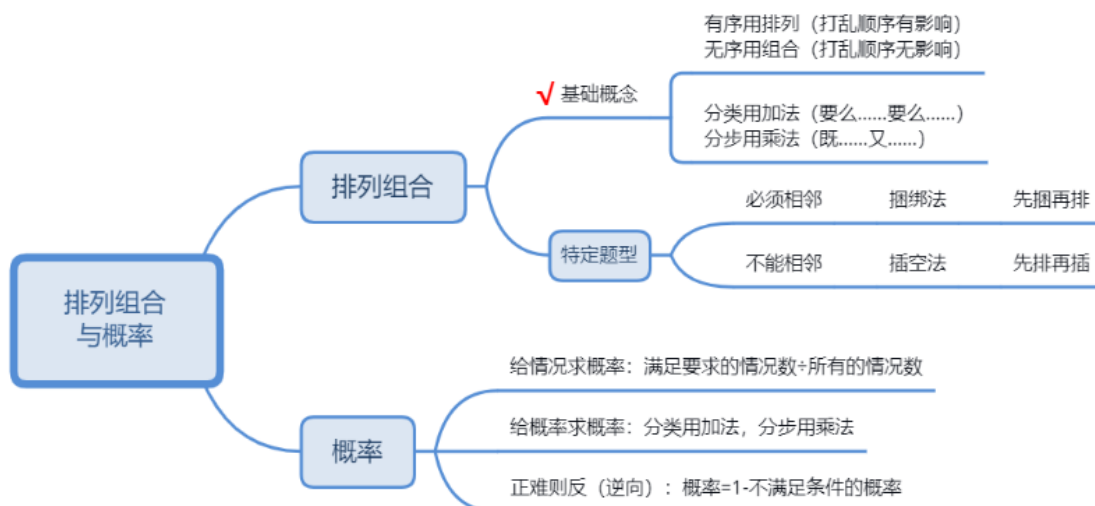 有序用排列（打乱顺序有影响）
无序用组合（打乱顺序无影响）
√ 基础概念
分类用加法（要么......要么......）
分步用乘法（既......又......）
排列组合
必须相邻 捆绑法 先捆再排
特定题型
不能相邻 插空法 先排再插
排列组合
与概率
给情况求概率：满足要求的情况数÷所有的情况数
给概率求概率：分类用加法，分步用乘法
概率
正难则反（逆向）：概率=1-不满足条件的概率